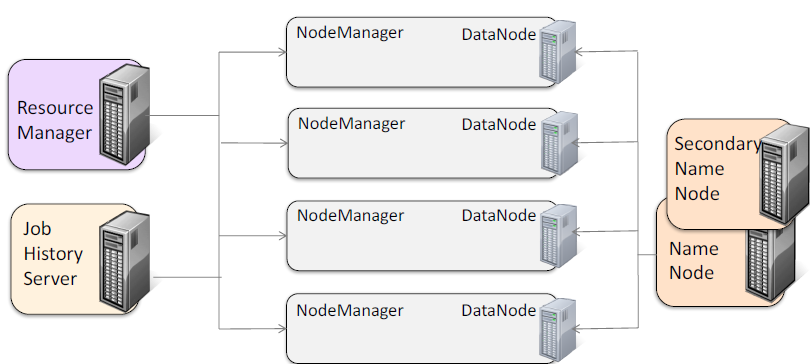 NodeManager DataNode
Resource
Manager
NodeManager DataNode
Secondary
Name
Node
Job
History
Server
NodeManager DataNode
Name
Node
NodeManager DataNode